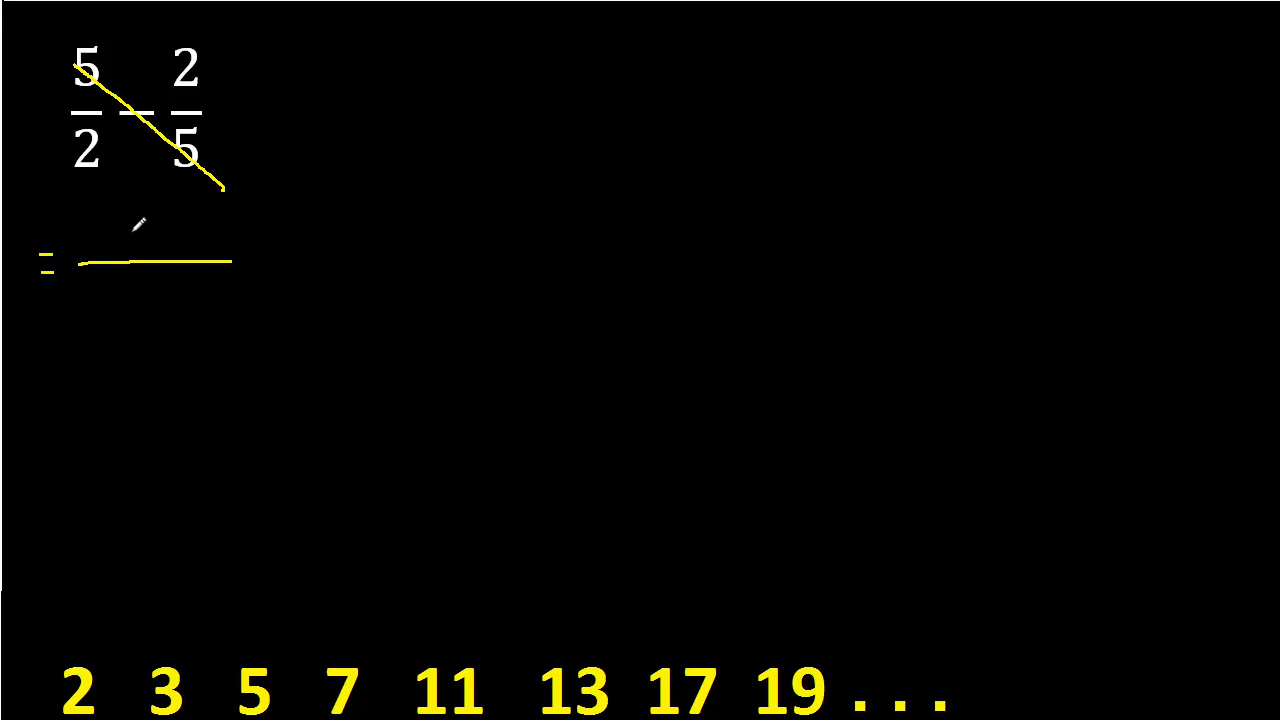 5/2 − 2/5
=
2 3 5 7 11 13 17 19 . . .